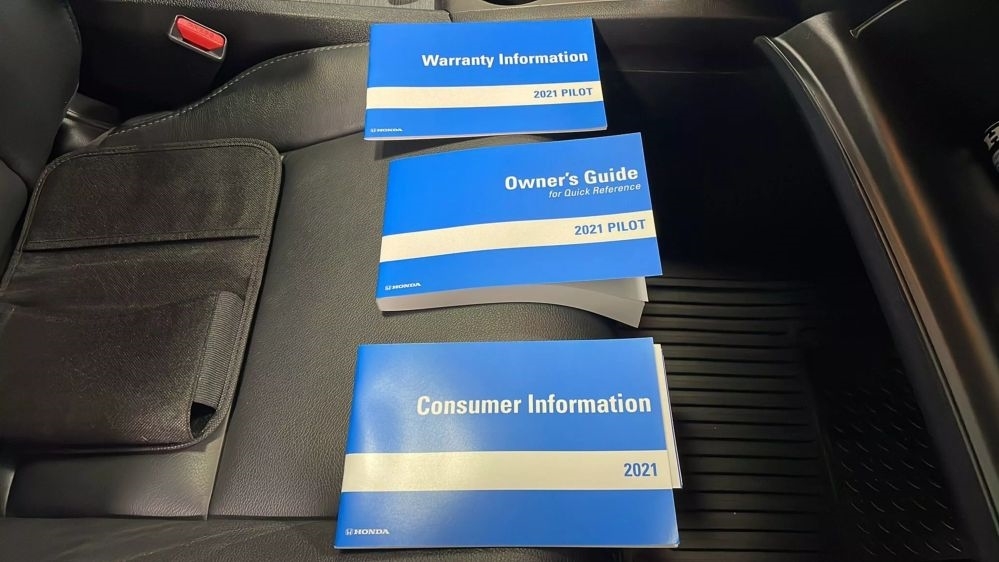 Warranty Information
2021 PILOT
HONDA
Owner's Guide
for Quick Reference
2021 PILOT
HONDA
Consumer Information
2021
HONDA